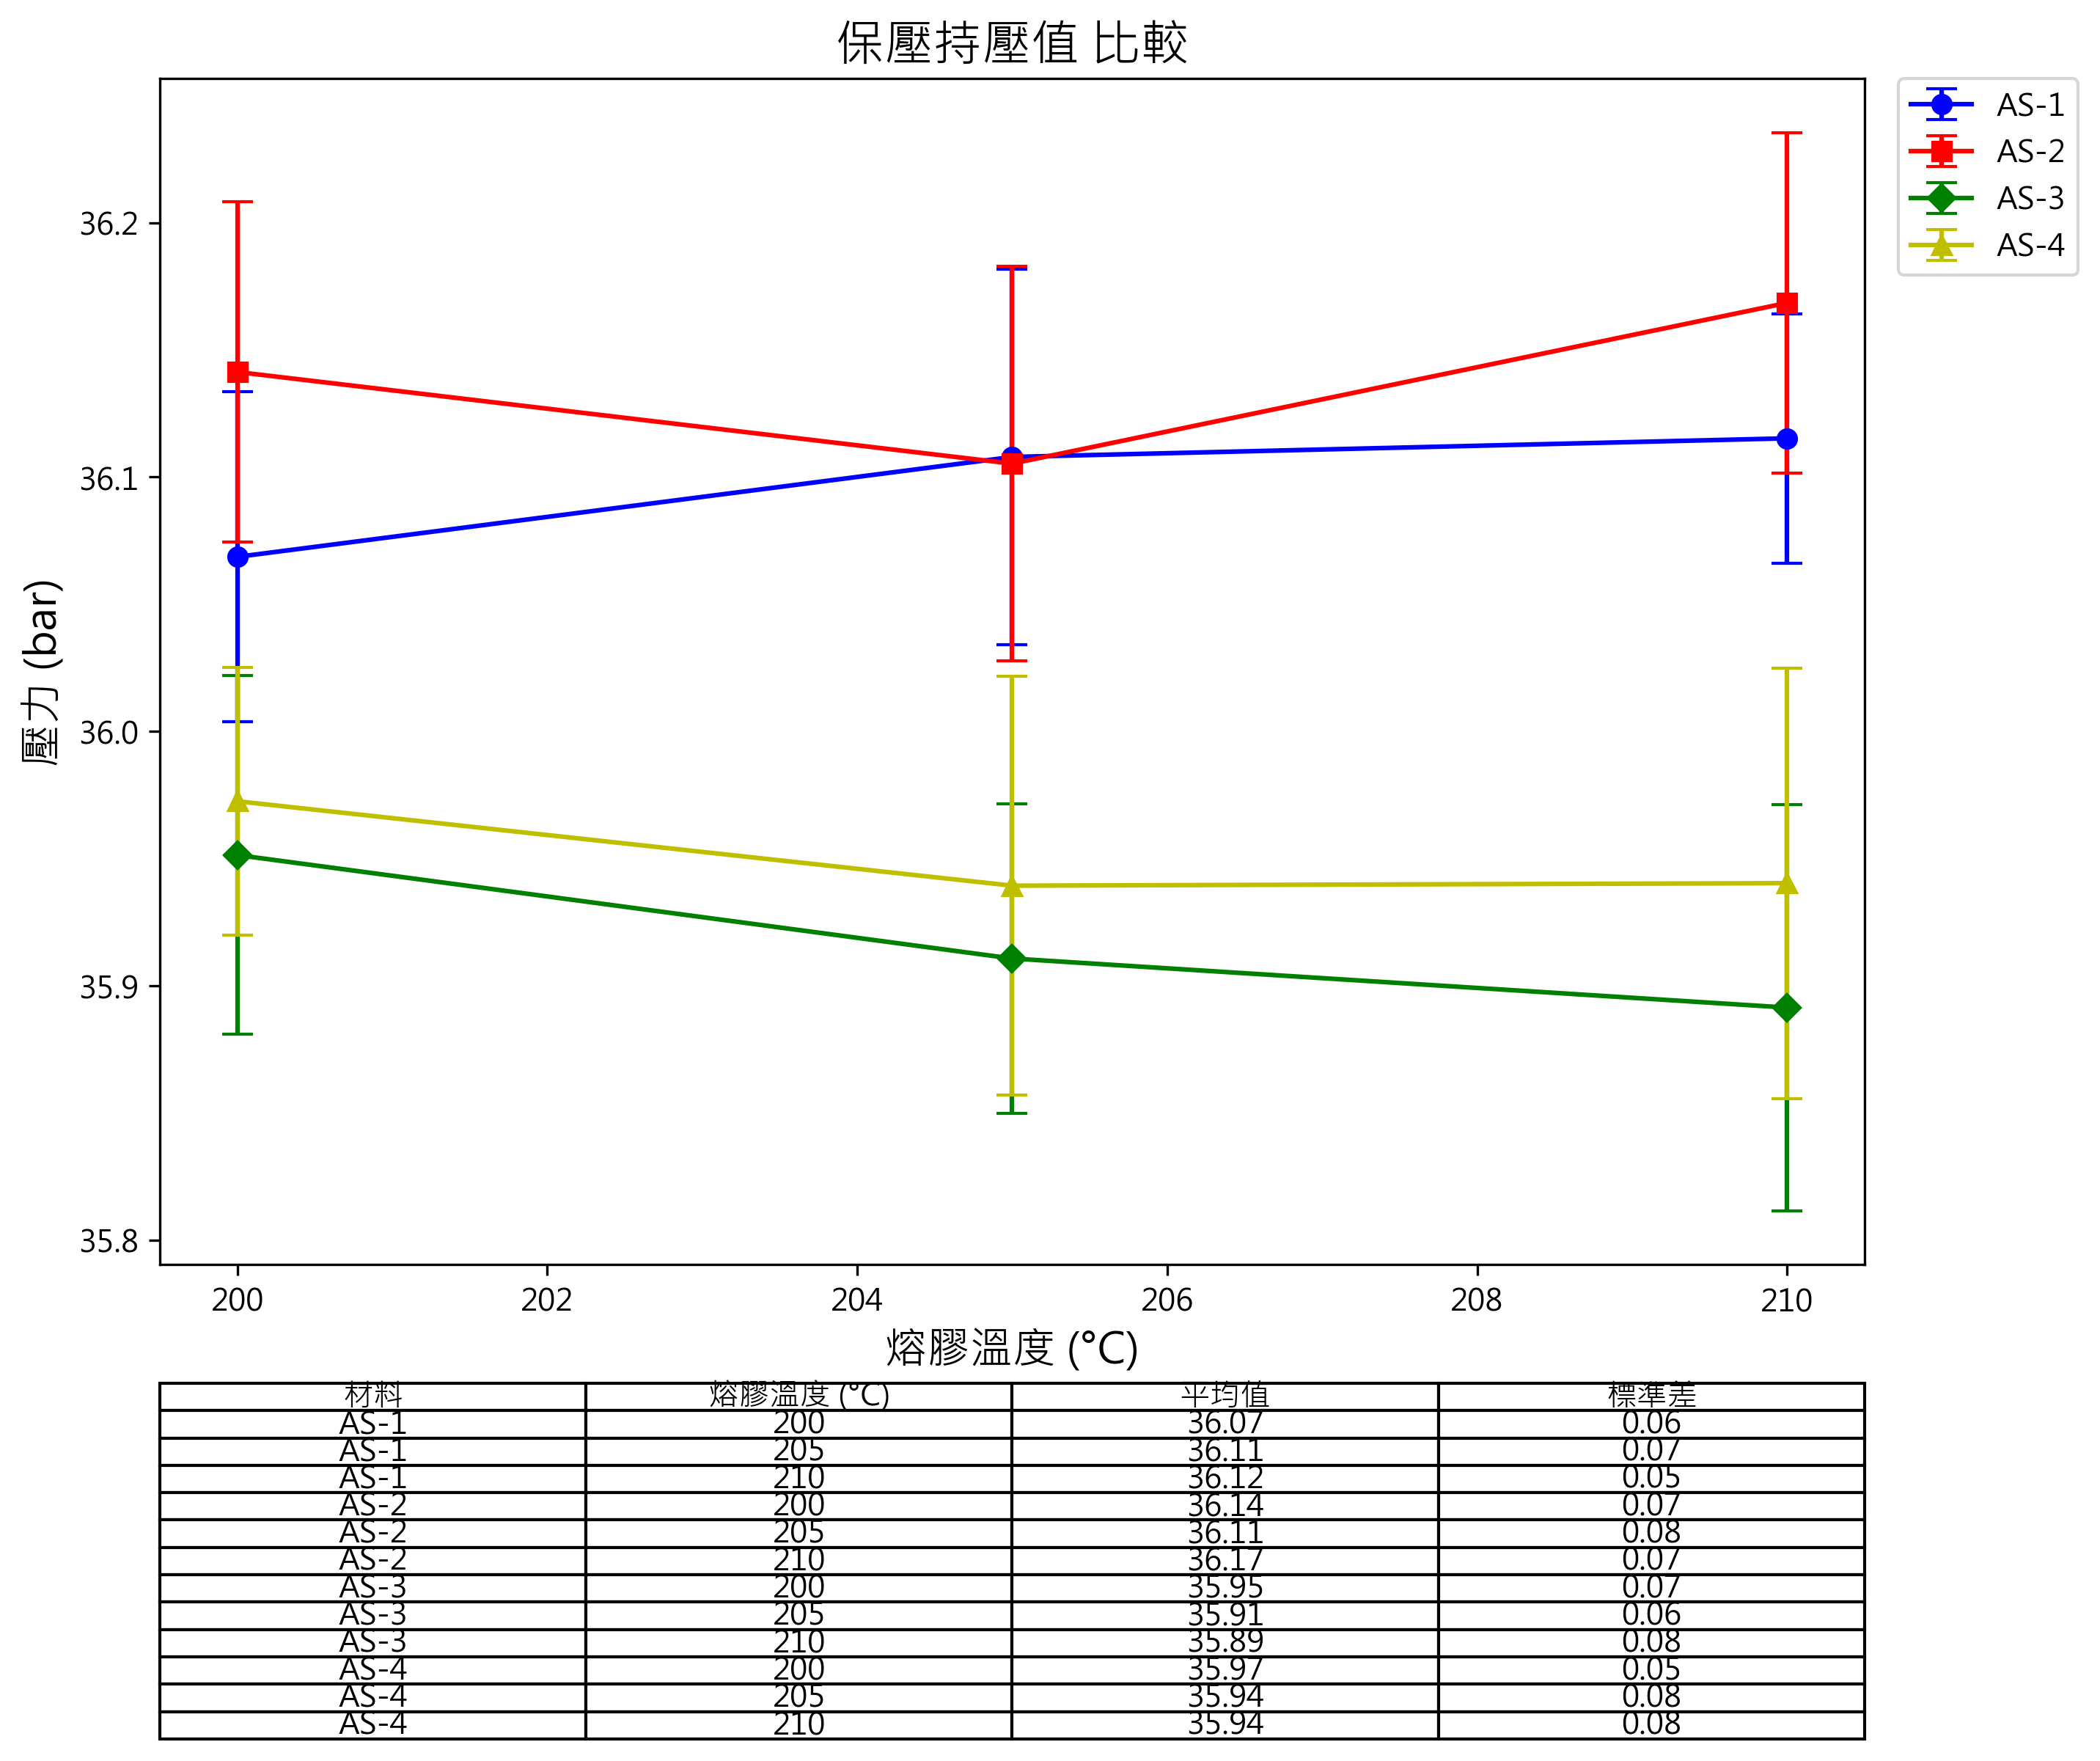 保壓持壓值 比較
AS-1
AS-2
AS-3
AS-4
壓力 (bar)
36.2
36.1
36.0
35.9
35.8
200 202 204 206 208 210
熔膠溫度 (°C)
材料 熔膠溫度 (°C) 平均值 標準差
AS-1 200 36.07 0.06
AS-1 205 36.11 0.07
AS-1 210 36.12 0.05
AS-2 200 36.14 0.07
AS-2 205 36.11 0.08
AS-2 210 36.17 0.07
AS-3 200 35.95 0.07
AS-3 205 35.91 0.06
AS-3 210 35.89 0.08
AS-4 200 35.97 0.05
AS-4 205 35.94 0.08
AS-4 210 35.94 0.08